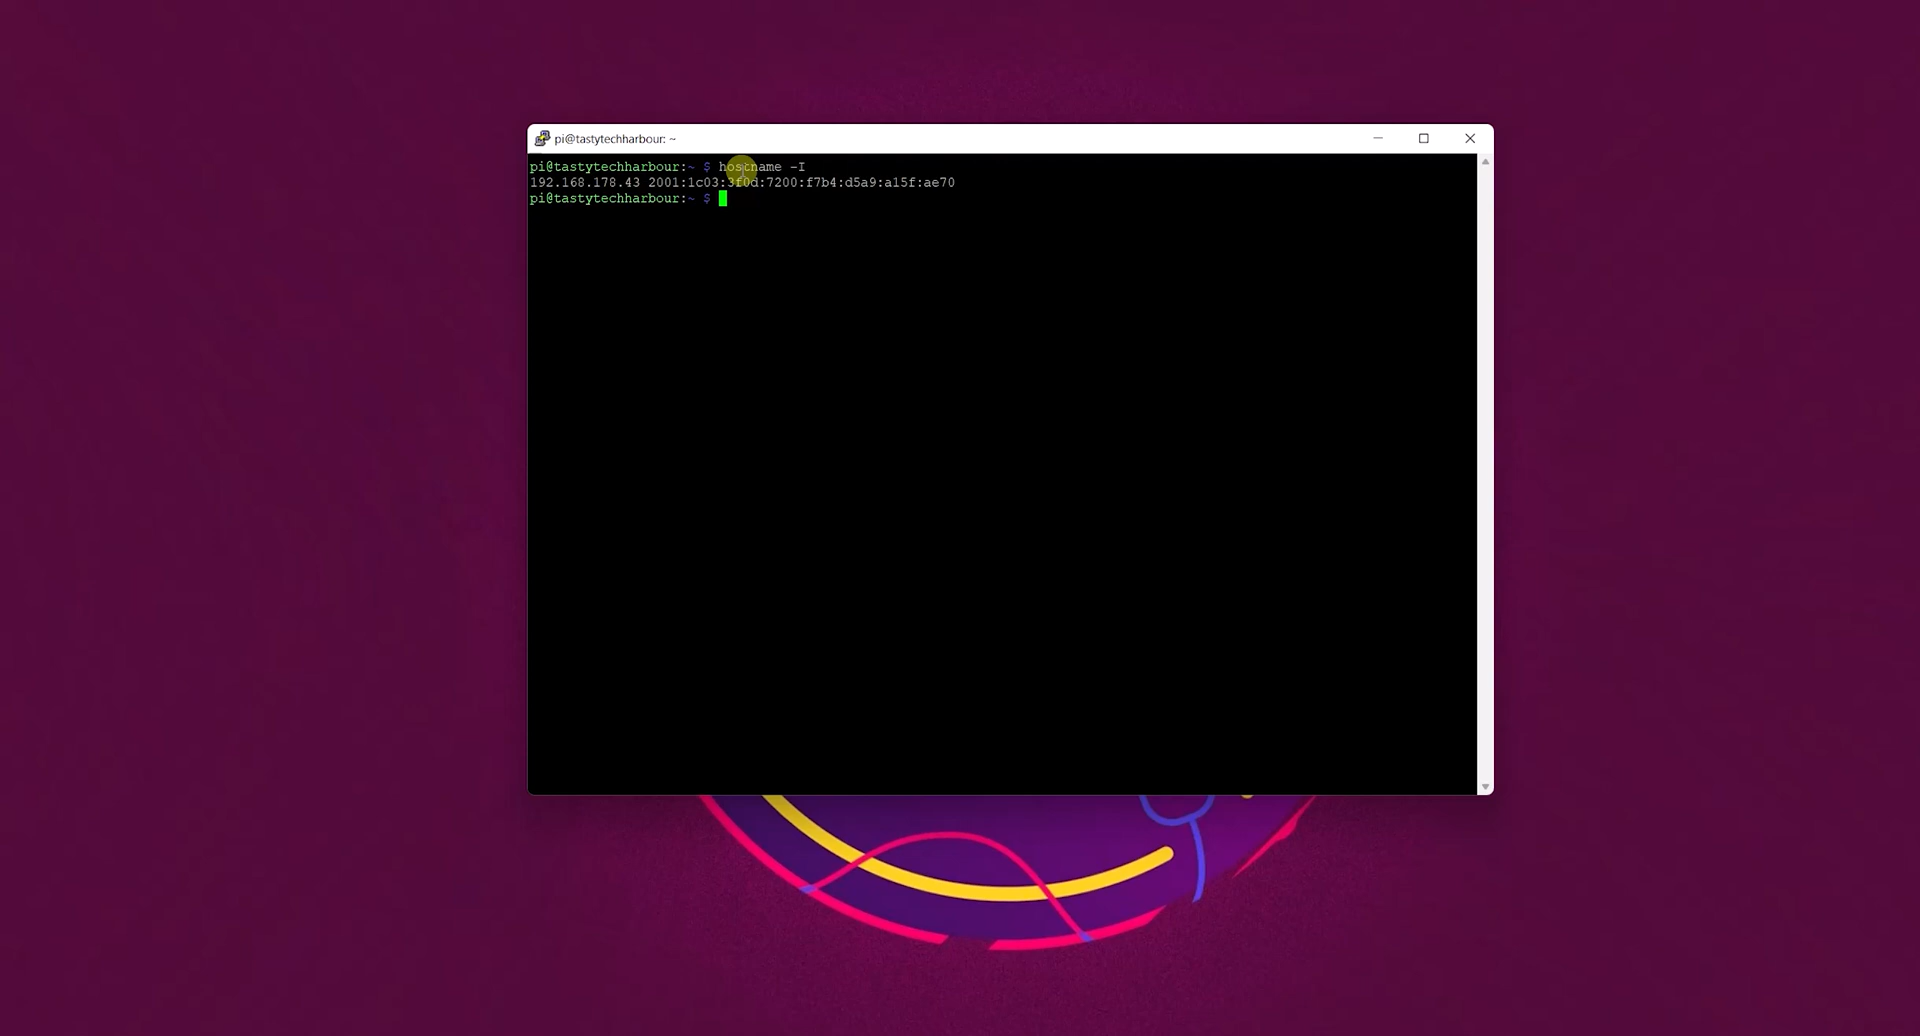 pi@tastytechharbour: ~
pi@tastytechharbour:~ $ hostname -I
192.168.178.43 2001:1c03:3f0d:7200:f7b4:d5a9:a15f:ae70
pi@tastytechharbour:~ $